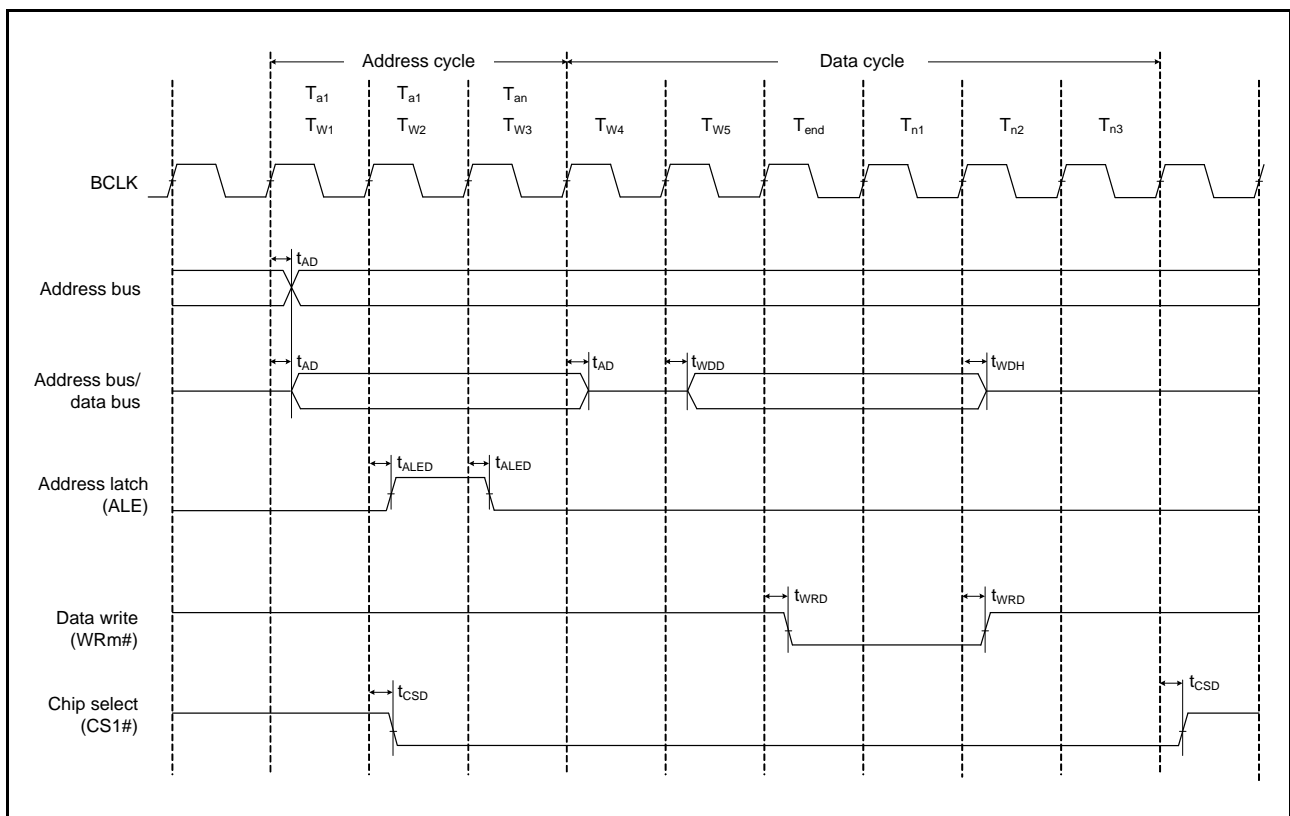 Address cycle Data cycle
Ta1 Ta1 Tan
TW1 TW2 TW3 TW4 TW5 Tend Tn1 Tn2 Tn3
BCLK
tAD
Address bus
tAD tAD tWDD tWDH
Address bus/
data bus
tALED tALED
Address latch
(ALE)
tWRD tWRD
Data write
(WRm#)
tCSD tCSD
Chip select
(CS1#)